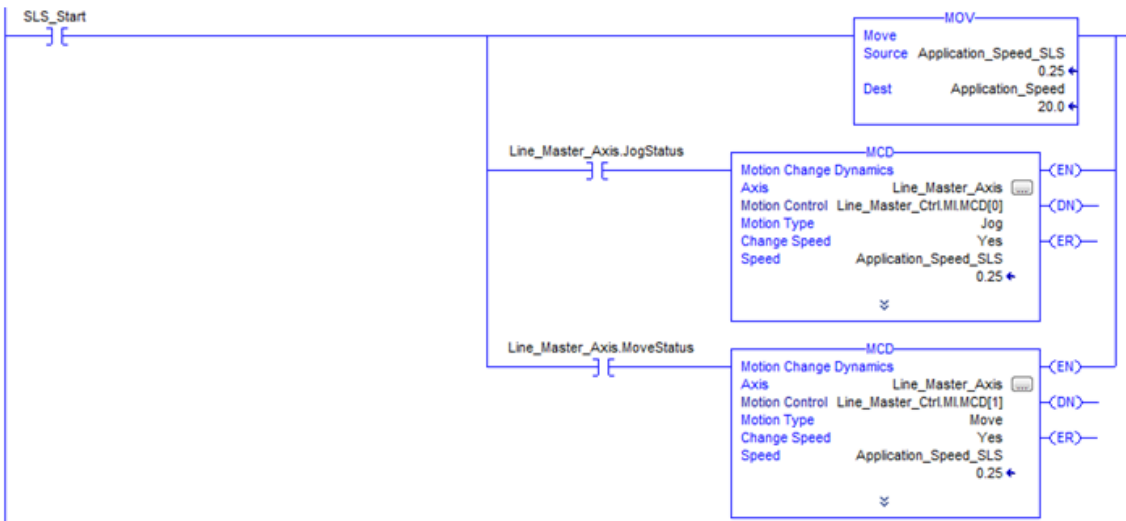 SLS_Start
MOV
Move
Source Application_Speed_SLS
0.25
Dest Application_Speed
20.0
Line_Master_Axis.JogStatus
MCD
Motion Change Dynamics
Axis Line_Master_Axis ...
Motion Control Line_Master_Ctrl.MI.MCD[0]
Motion Type Jog
Change Speed Yes
Speed Application_Speed_SLS
0.25
EN
DN
ER
Line_Master_Axis.MoveStatus
MCD
Motion Change Dynamics
Axis Line_Master_Axis ...
Motion Control Line_Master_Ctrl.MI.MCD[1]
Motion Type Move
Change Speed Yes
Speed Application_Speed_SLS
0.25
EN
DN
ER